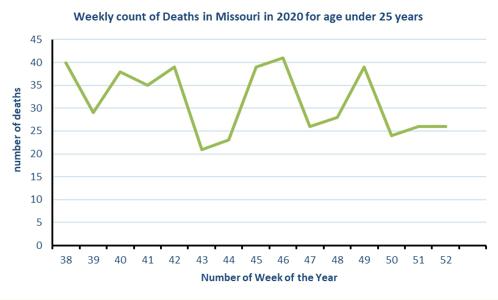 Weekly count of Deaths in Missouri in 2020 for age under 25 years
45
40
35
30
25
20
15
10
5
0
number of deaths
38 39 40 41 42 43 44 45 46 47 48 49 50 51 52
Number of Week of the Year